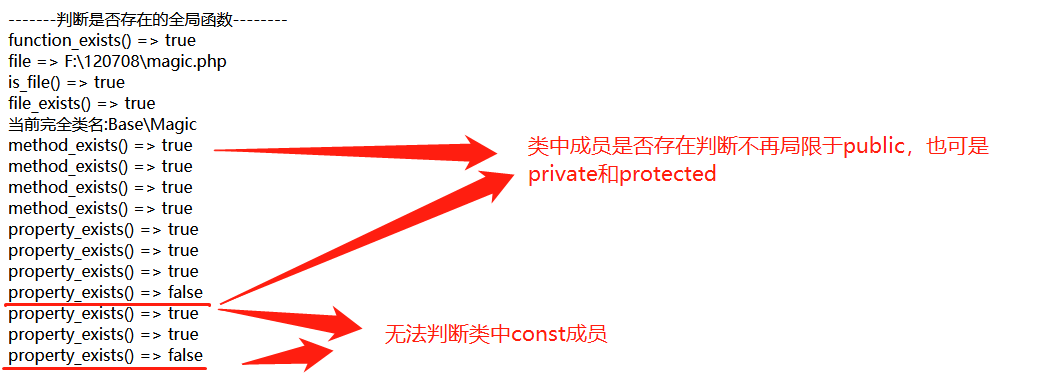 -------判断是否存在的全局函数--------
function_exists() => true
file => F:\120708\magic.php
is_file() => true
file_exists() => true
当前完全类名:Base\Magic
method_exists() => true
method_exists() => true
method_exists() => true
method_exists() => true
property_exists() => true
property_exists() => true
property_exists() => true
property_exists() => false
property_exists() => true
property_exists() => true
property_exists() => false
类中成员是否存在判断不再局限于public，也可是
private和protected
无法判断类中const成员